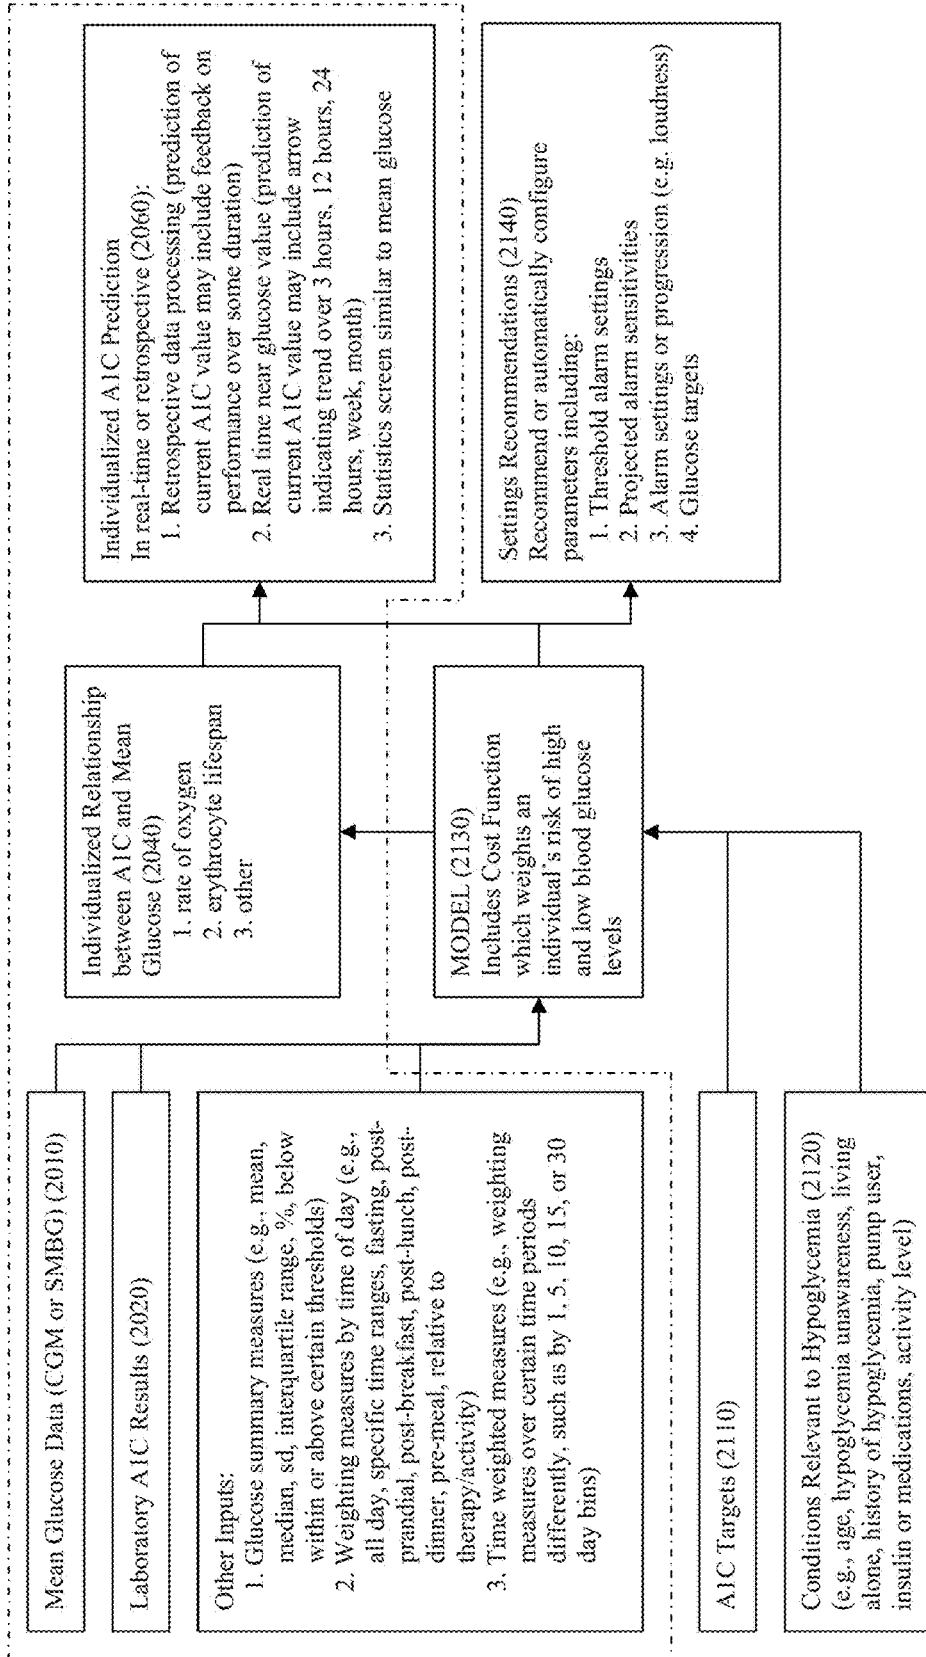 Mean Glucose Data (CGM or SMBG) (2010)
Laboratory A1C Results (2020)
Other Inputs:
1. Glucose summary measures (e.g., mean,
median, sd, interquartile range, %, below
within or above certain thresholds)
2. Weighting measures by time of day (e.g.,
all day, specific time ranges, fasting, post-
prandial, post-breakfast, post-lunch, post-
dinner, pre-meal, relative to
therapy/activity)
3. Time weighted measures (e.g., weighting
measures over certain time periods
differently, such as by 1, 5, 10, 15, or 30
day bins)
A1C Targets (2110)
Conditions Relevant to Hypoglycemia (2120)
(e.g., age, hypoglycemia unawareness, living
alone, history of hypoglycemia, pump user,
insulin or medications, activity level)
Individualized Relationship
between A1C and Mean
Glucose (2040)
1. rate of oxygen
2. erythrocyte lifespan
3. other
MODEL (2130)
Includes Cost Function
which weights an
individual's risk of high
and low blood glucose
levels
Individualized A1C Prediction
In real-time or retrospective (2060):
1. Retrospective data processing (prediction of
current A1C value may include feedback on
performance over some duration)
2. Real time near glucose value (prediction of
current A1C value may include arrow
indicating trend over 3 hours, 12 hours, 24
hours, week, month)
3. Statistics screen similar to mean glucose
Settings Recommendations (2140)
Recommend or automatically configure
parameters including:
1. Threshold alarm settings
2. Projected alarm sensitivities
3. Alarm settings or progression (e.g. loudness)
4. Glucose targets